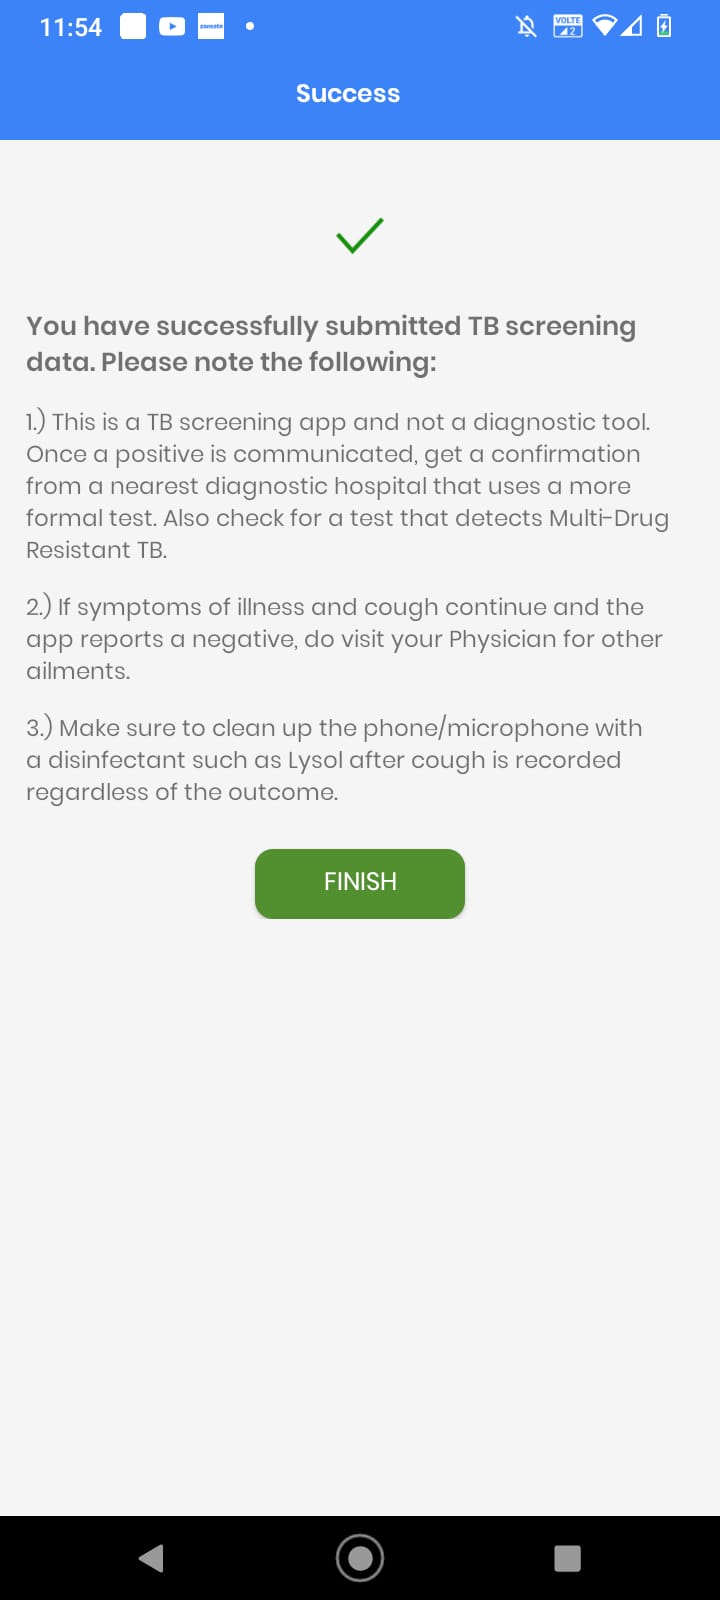 11:54
zomato
VOLTE
2
Success
You have successfully submitted TB screening
data. Please note the following:
1.) This is a TB screening app and not a diagnostic tool.
Once a positive is communicated, get a confirmation
from a nearest diagnostic hospital that uses a more
formal test. Also check for a test that detects Multi-Drug
Resistant TB.
2.) If symptoms of illness and cough continue and the
app reports a negative, do visit your Physician for other
ailments.
3.) Make sure to clean up the phone/microphone with
a disinfectant such as Lysol after cough is recorded
regardless of the outcome.
FINISH